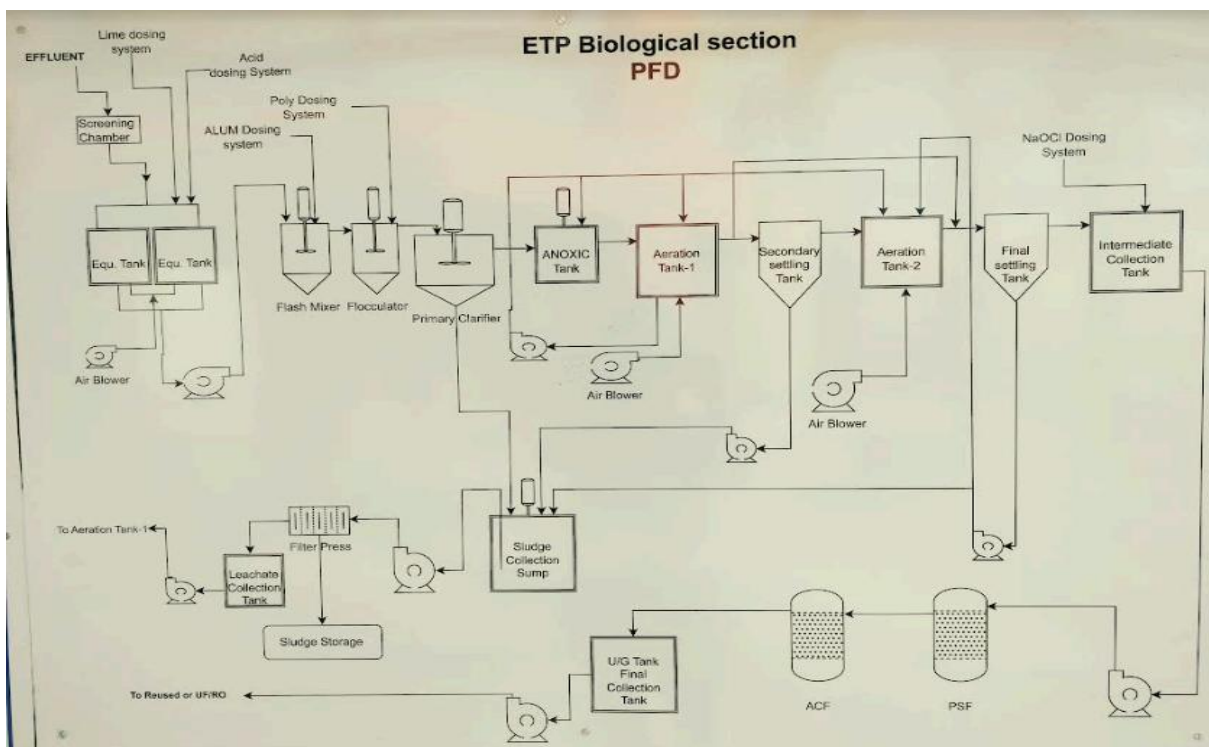 ETP Biological section
PFD
EFFLUENT
Lime dosing
system
Acid
dosing System
Screening
Chamber
Poly Dosing
System
ALUM Dosing
system
NaOCl Dosing
System
Equ. Tank
Equ. Tank
Air Blower
C
Flash Mixer
Flocculator
Primary Clarifier
ANOXIC
Tank
Aeration
Tank-1
Secondary
settling
Tank
Aeration
Tank-2
Final
settling
Tank
Intermediate
Collection
Tank
C
C
C
Air Blower
C
Air Blower
C
C
To Aeration Tank-1
Filter Press
Leachate
Collection
Tank
C
C
Sludge
Collection
Sump
Sludge Storage
To Reused or UF/RO
C
U/G Tank
Final
Collection
Tank
ACF
PSF
C